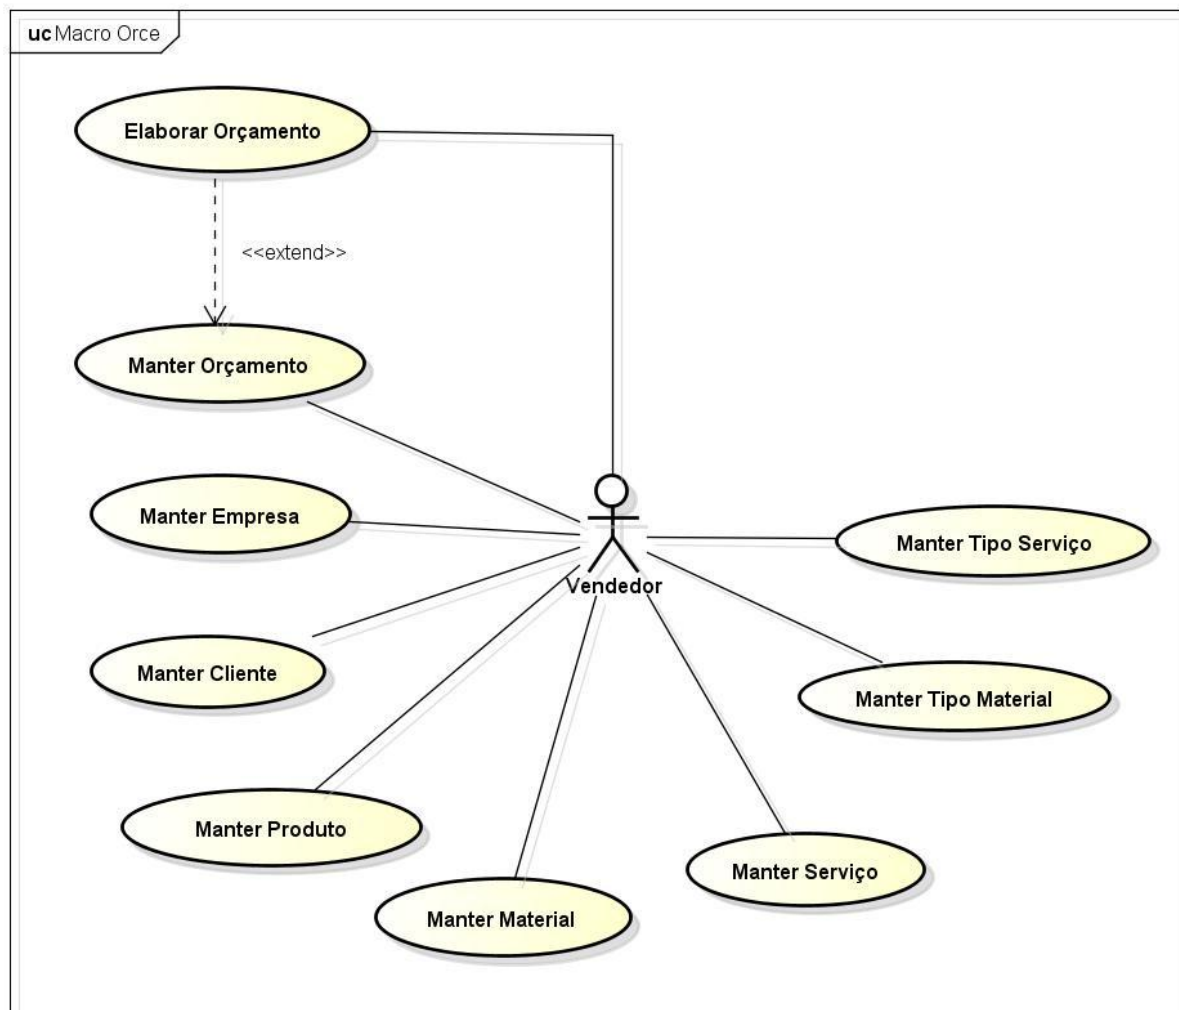 uc Macro Orce
Elaborar Orçamento
<<extend>>
Manter Orçamento
Manter Empresa
Manter Tipo Serviço
Vendedor
Manter Cliente
Manter Tipo Material
Manter Produto
Manter Serviço
Manter Material